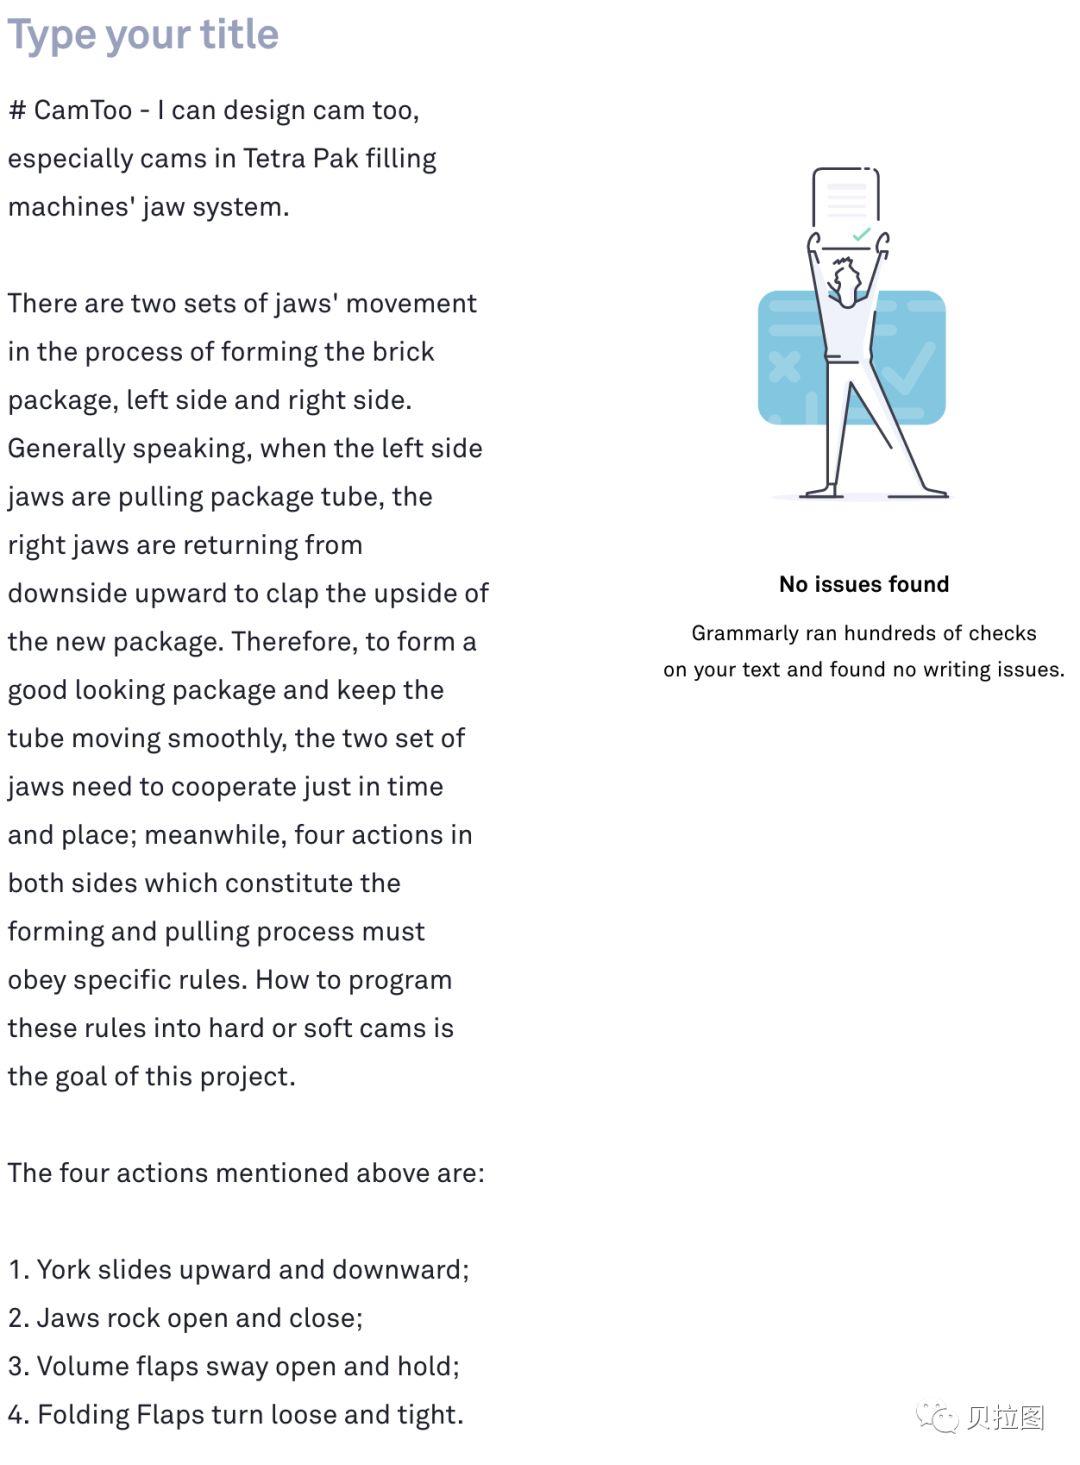 Type your title
# CamToo - I can design cam too,
especially cams in Tetra Pak filling
machines' jaw system.
There are two sets of jaws' movement
in the process of forming the brick
package, left side and right side.
Generally speaking, when the left side
jaws are pulling package tube, the
right jaws are returning from
downside upward to clap the upside of
the new package. Therefore, to form a
good looking package and keep the
tube moving smoothly, the two set of
jaws need to cooperate just in time
and place; meanwhile, four actions in
both sides which constitute the
forming and pulling process must
obey specific rules. How to program
these rules into hard or soft cams is
the goal of this project.
The four actions mentioned above are:
1. York slides upward and downward;
2. Jaws rock open and close;
3. Volume flaps sway open and hold;
4. Folding Flaps turn loose and tight.
No issues found
Grammarly ran hundreds of checks
on your text and found no writing issues.
贝拉图